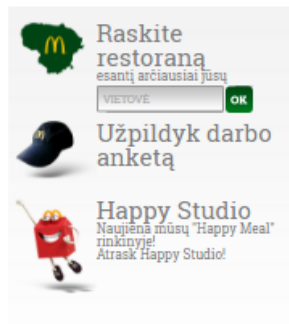 Raskite
restoraną
esantį arčiausiai jūsų
VIETOVĖ
OK
Užpildyk darbo
anketą
Happy Studio
Naujiena mūsų "Happy Meal"
rinkinyje!
Atrask Happy Studio!